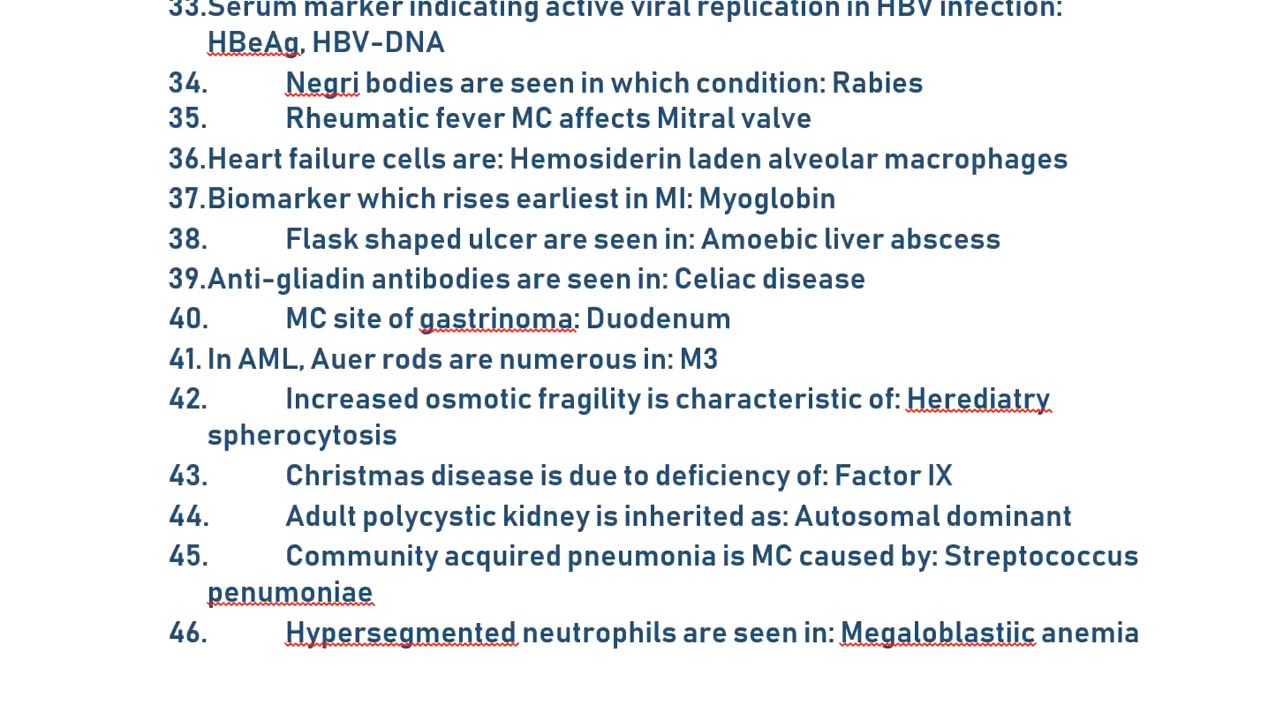 33.Serum marker indicating active viral replication in HBV infection:
HBeAg, HBV-DNA
34. Negri bodies are seen in which condition: Rabies
35. Rheumatic fever MC affects Mitral valve
36.Heart failure cells are: Hemosiderin laden alveolar macrophages
37.Biomarker which rises earliest in MI: Myoglobin
38. Flask shaped ulcer are seen in: Amoebic liver abscess
39.Anti-gliadin antibodies are seen in: Celiac disease
40. MC site of gastrinoma: Duodenum
41. In AML, Auer rods are numerous in: M3
42. Increased osmotic fragility is characteristic of: Herediatry
spherocytosis
43. Christmas disease is due to deficiency of: Factor IX
44. Adult polycystic kidney is inherited as: Autosomal dominant
45. Community acquired pneumonia is MC caused by: Streptococcus
penumoniae
46. Hypersegmented neutrophils are seen in: Megaloblastiic anemia